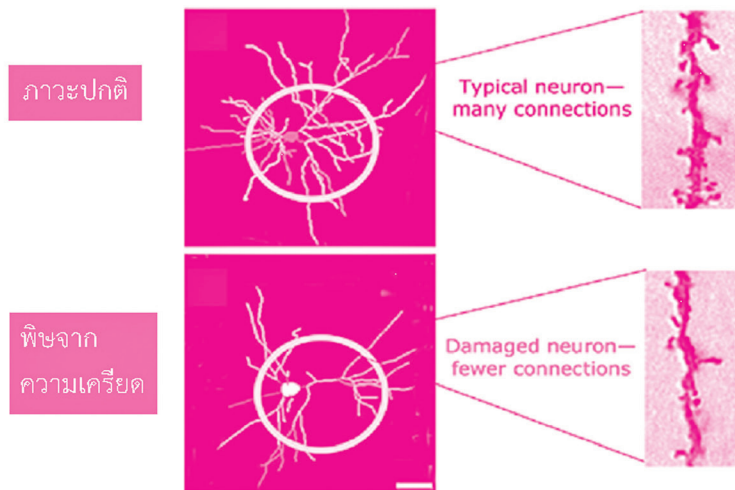 ภาวะปกติ
Typical neuron—
many connections
พิษจาก
ความเครียด
Damaged neuron—
fewer connections